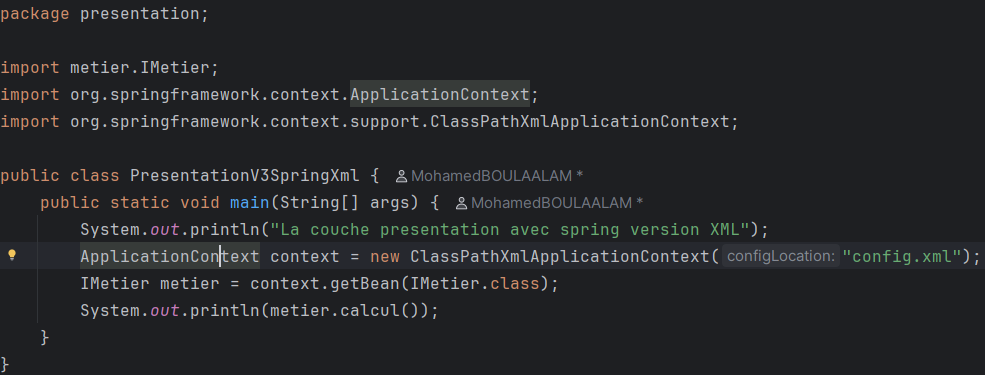 package presentation;
import metier.IMetier;
import org.springframework.context.ApplicationContext;
import org.springframework.context.support.ClassPathXmlApplicationContext;
public class PresentationV3SpringXml { MohamedBOULAALAM *
public static void main(String[] args) { MohamedBOULAALAM *
System.out.println("La couche presentation avec spring version XML");
ApplicationContext context = new ClassPathXmlApplicationContext( configLocation: "config.xml");
IMetier metier = context.getBean(IMetier.class);
System.out.println(metier.calcul());
}
}